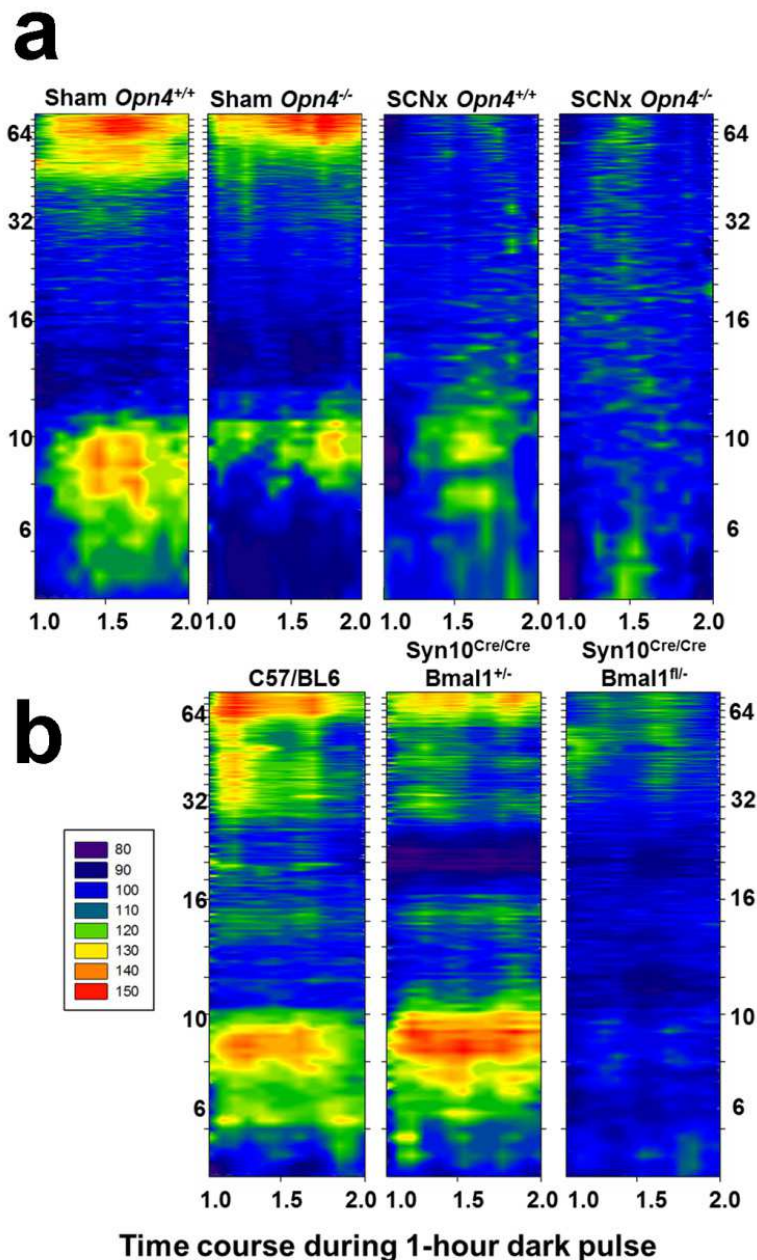 a
Sham Opn4+/+ Sham Opn4-/- SCNx Opn4+/+ SCNx Opn4-/-
64 64
32 32
16 16
10 10
6 6
1.0 1.5 2.0 1.5 2.0 1.0 1.5 2.0 1.0 1.5 2.0
b
C57/BL6
Syn10Cre/Cre
Bmal1+/-
Syn10Cre/Cre
Bmal1fl/-
64 64
32 32
16 16
10 10
6 6
80
90
100
110
120
130
140
150
1.0 1.5 2.0 1.0 1.5 2.0 1.0 1.5 2.0
Time course during 1-hour dark pulse